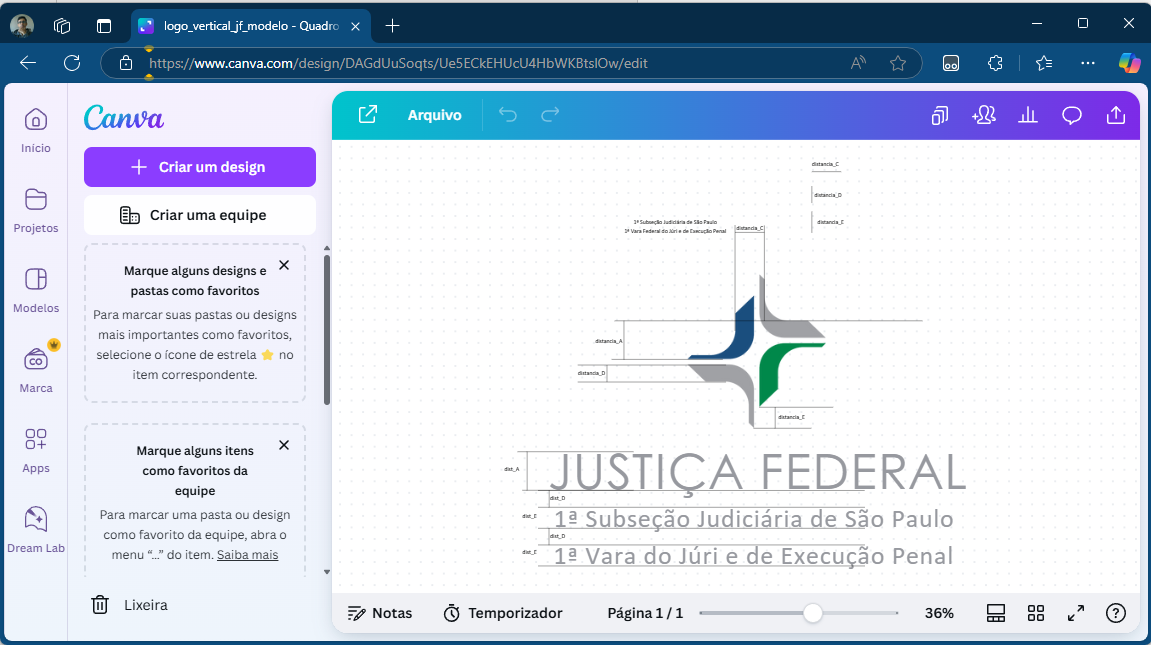 logo_vertical_jf_modelo - Quadro
https://www.canva.com/design/DAGdUuSoqts/Ue5ECkEHUcU4HbWKBtsIOw/edit
Canva
Criar um design
Criar uma equipe
Início
Projetos
Modelos
Marca
Apps
Dream Lab
Marque alguns designs e
pastas como favoritos
Para marcar suas pastas ou designs
mais importantes como favoritos,
selecione o ícone de estrela ⭐ no
item correspondente.
Marque alguns itens
como favoritos da
equipe
Para marcar uma pasta ou design
como favorito da equipe, abra o
menu “...” do item. Saiba mais
Lixeira
Arquivo
distancia_C
distancia_D
distancia_E
1ª Subseção Judiciária de São Paulo
1ª Vara Federal do Júri e de Execução Penal
distancia_C
distancia_A
distancia_D
distancia_E
dist_A
JUSTIÇA FEDERAL
dist_D
dist_E
1ª Subseção Judiciária de São Paulo
dist_D
dist_E
1ª Vara do Júri e de Execução Penal
Notas
Temporizador
Página 1 / 1
36%